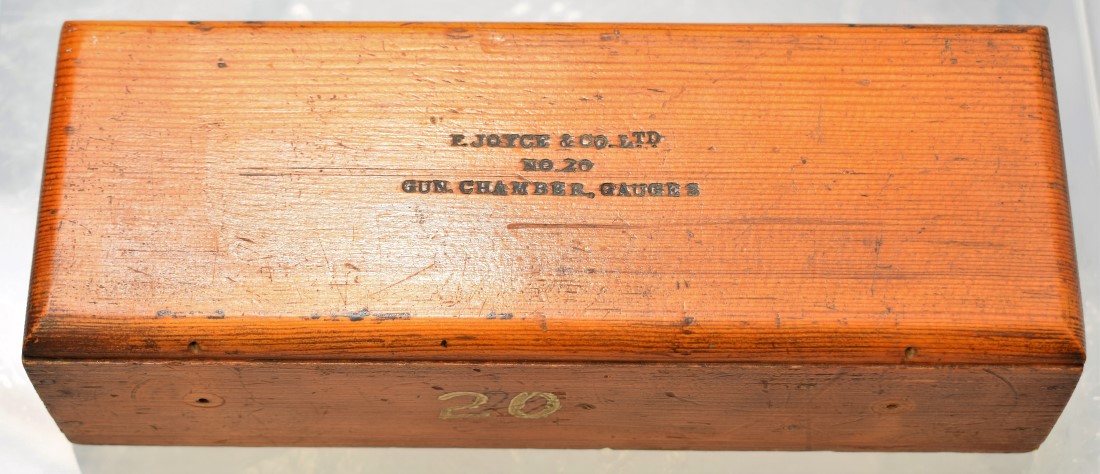 F. JOYCE & CO. LTD
NO. 20
GUN. CHAMBER, GAUGES
20